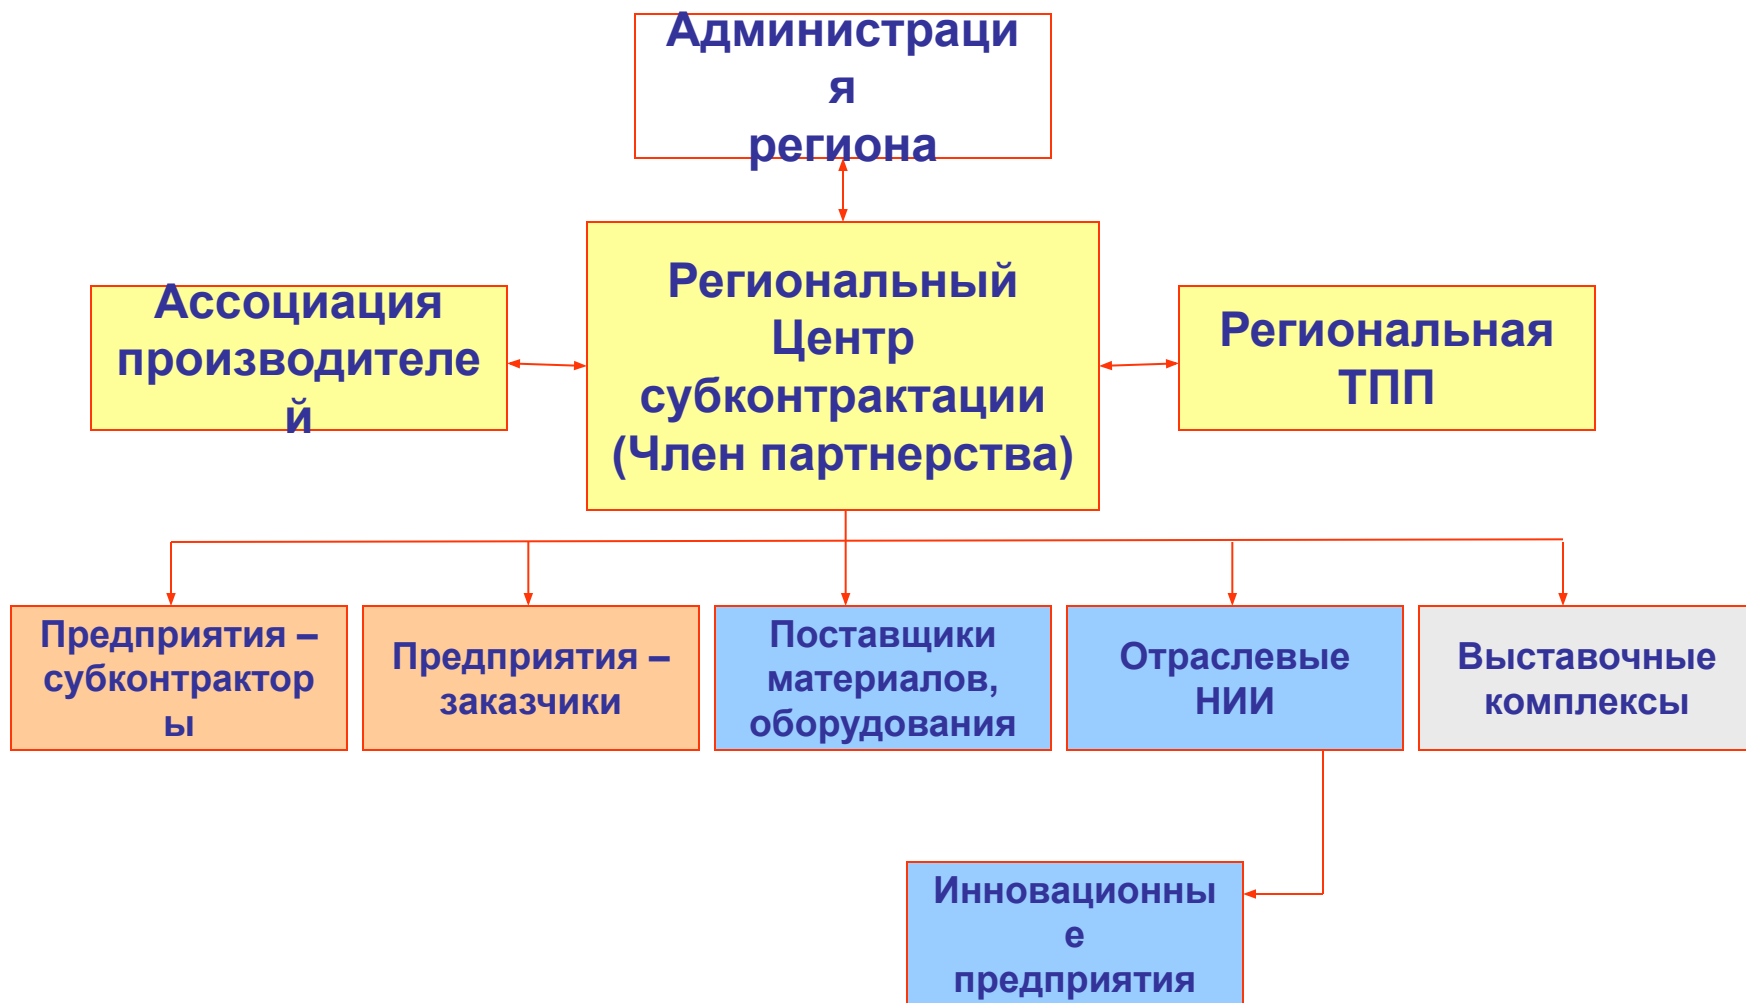 Администраци
я
региона
Ассоциация
производителе
й
Региональный
Центр
субконтрактации
(Член партнерства)
Региональная
ТПП
Предприятия –
субконтрактор
ы
Предприятия –
заказчики
Поставщики
материалов,
оборудования
Отраслевые
НИИ
Выставочные
комплексы
Инновационны
е
предприятия